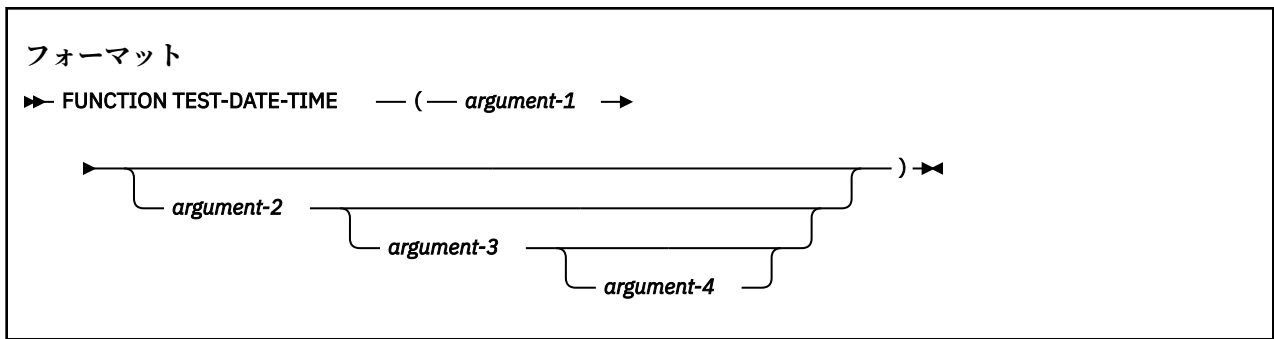 フォーマット
FUNCTION TEST-DATE-TIME ( argument-1
)
argument-2
argument-3
argument-4